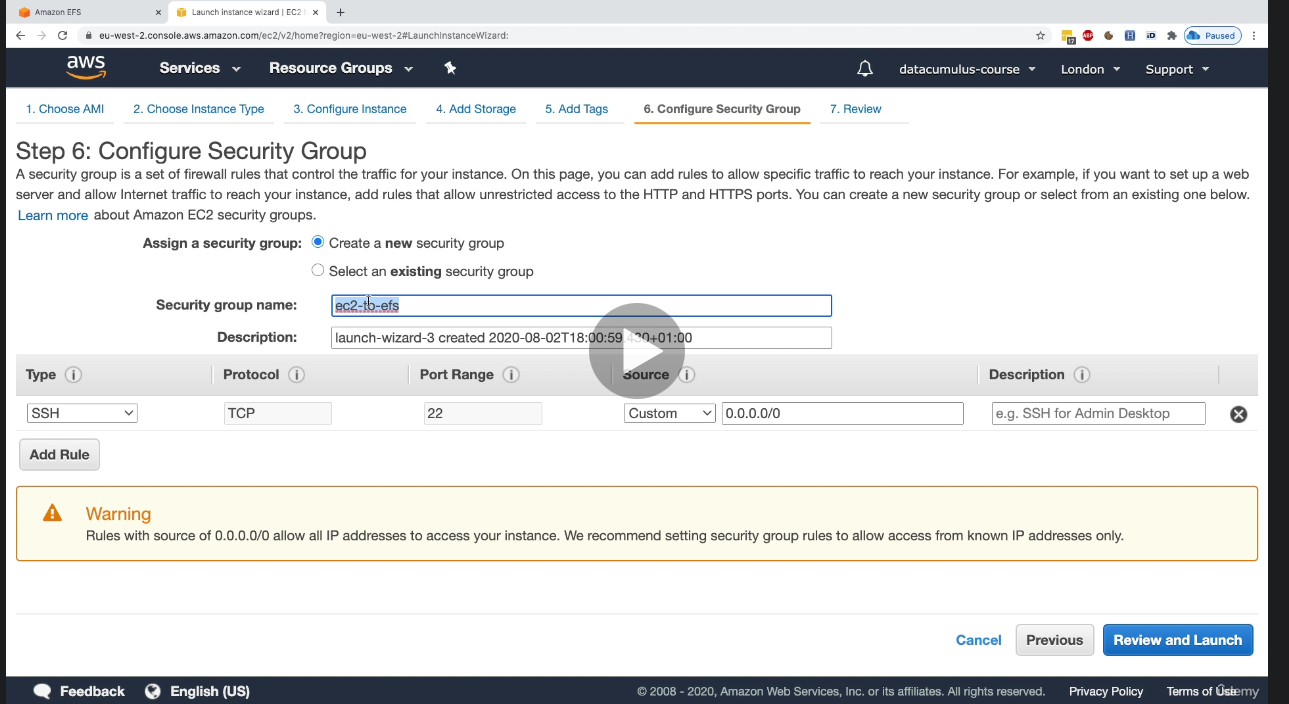 Amazon EFS
Launch instance wizard | EC2
eu-west-2.console.aws.amazon.com/ec2/v2/home?region=eu-west-2#LaunchInstanceWizard:
12
ABP
iD
Paused
aws
Services
Resource Groups
datacumulus-course
London
Support
1. Choose AMI
2. Choose Instance Type
3. Configure Instance
4. Add Storage
5. Add Tags
6. Configure Security Group
7. Review
Step 6: Configure Security Group
A security group is a set of firewall rules that control the traffic for your instance. On this page, you can add rules to allow specific traffic to reach your instance. For example, if you want to set up a web
server and allow Internet traffic to reach your instance, add rules that allow unrestricted access to the HTTP and HTTPS ports. You can create a new security group or select from an existing one below.
Learn more about Amazon EC2 security groups.
Assign a security group: Create a new security group
Select an existing security group
Security group name: ec2-to-efs
Description: launch-wizard-3 created 2020-08-02T18:00:59.430+01:00
Type i Protocol i Port Range i Source i Description i
SSH TCP 22 Custom 0.0.0.0/0 e.g. SSH for Admin Desktop
Add Rule
Warning
Rules with source of 0.0.0.0/0 allow all IP addresses to access your instance. We recommend setting security group rules to allow access from known IP addresses only.
Cancel Previous Review and Launch
Feedback English (US) © 2008 - 2020, Amazon Web Services, Inc. or its affiliates. All rights reserved. Privacy Policy Terms of Use
Udemy